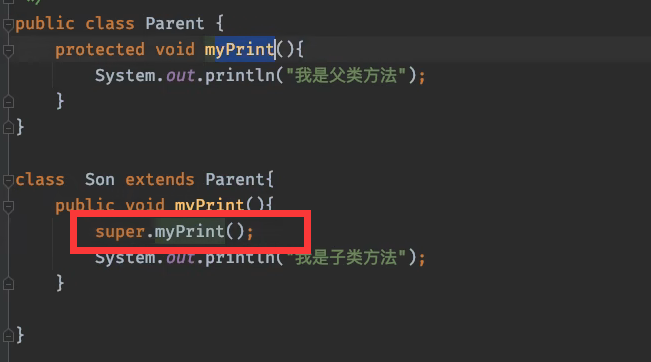 */
public class Parent {
protected void myPrint(){
System.out.println("我是父类方法");
}
}
class  Son extends Parent{
public void myPrint(){
super.myPrint();
System.out.println("我是子类方法");
}
}